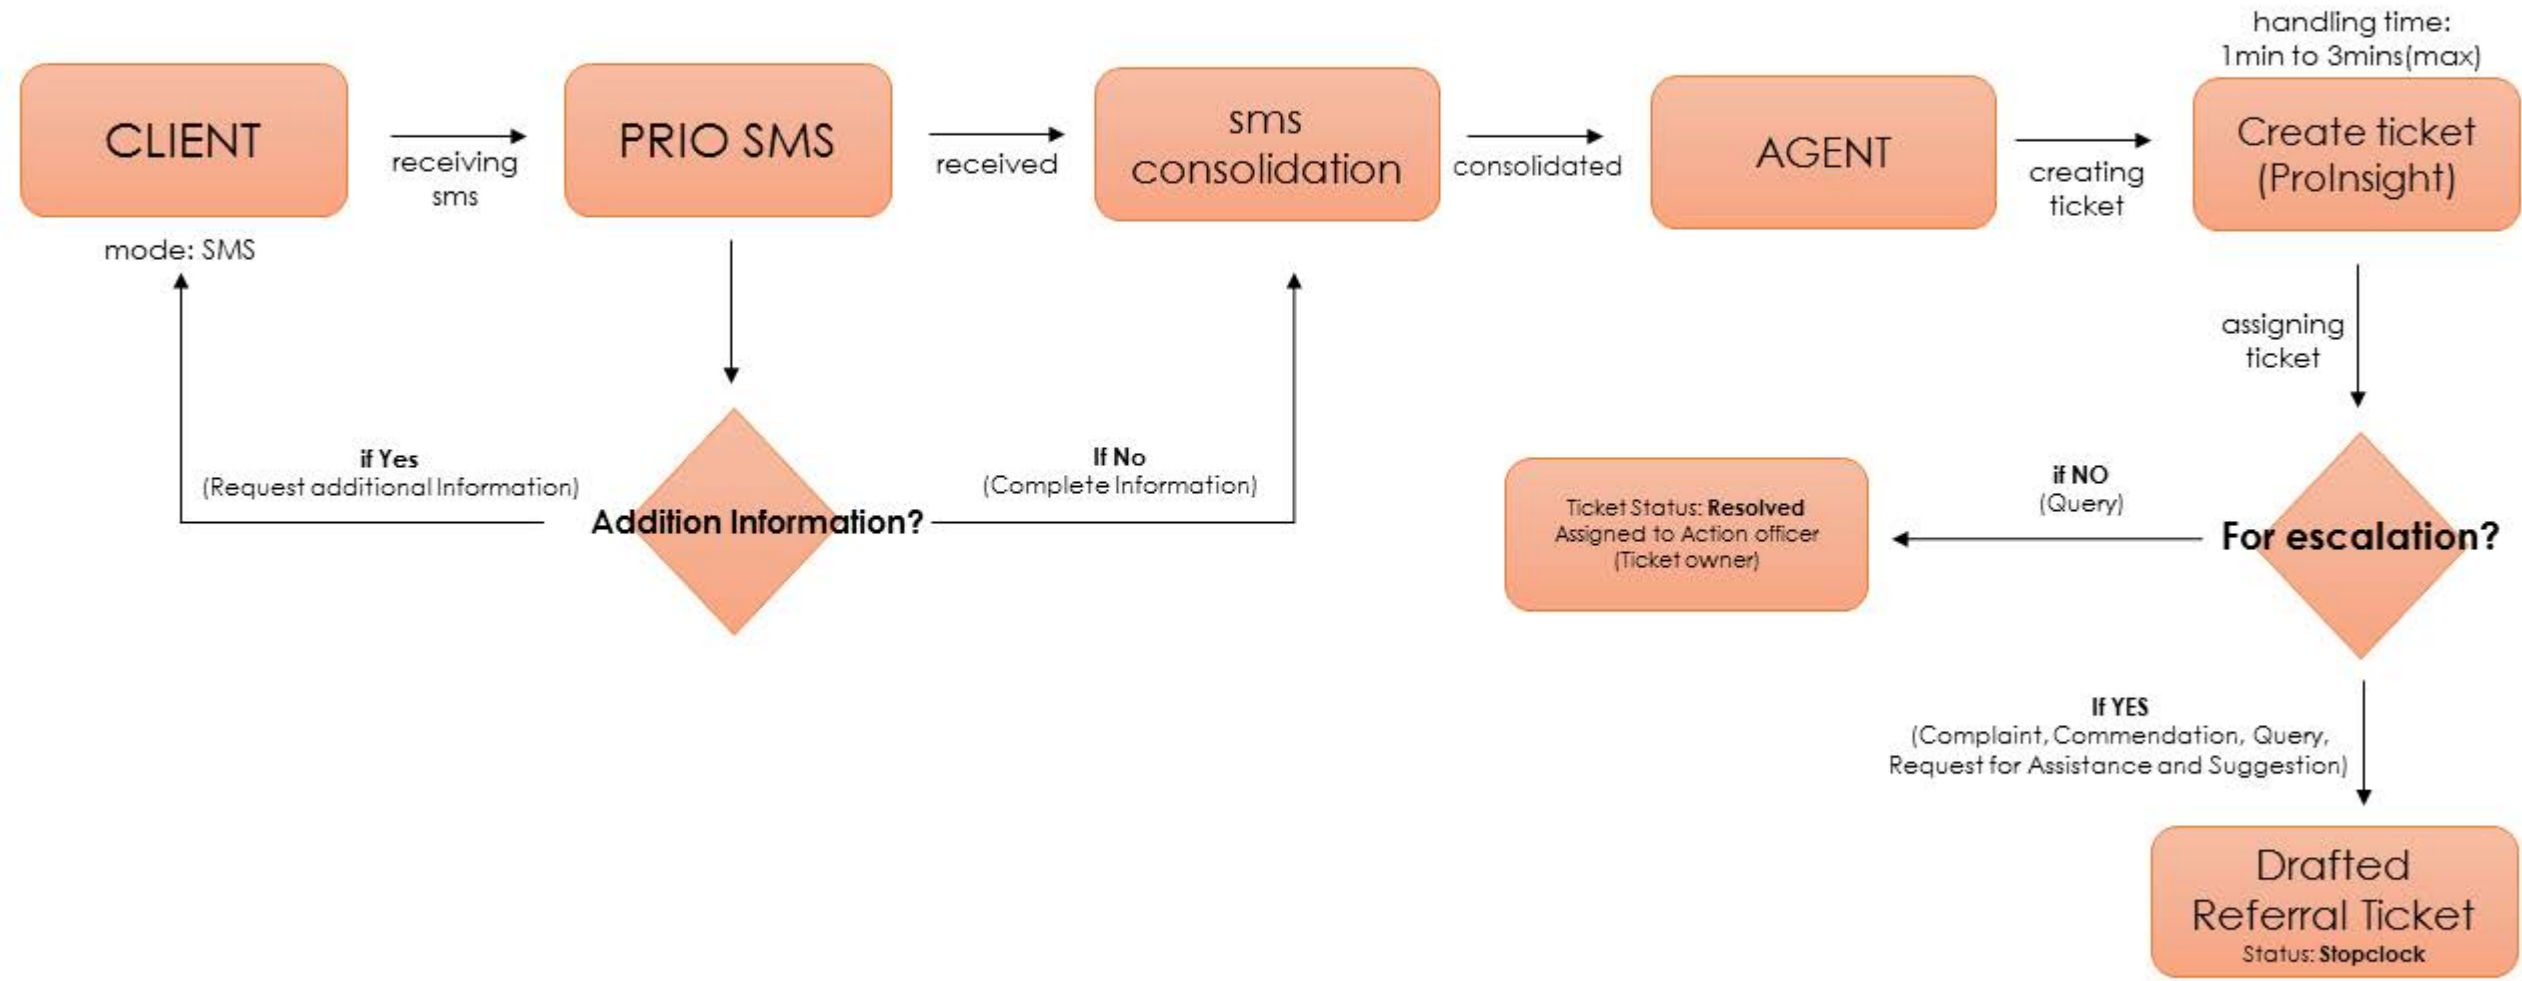 handling time:
1min to 3mins(max)
CLIENT
receiving
sms
PRIO SMS
received
sms
consolidation
consolidated
AGENT
creating
ticket
Create ticket
(ProInsight)
mode: SMS
assigning
ticket
if Yes
(Request additional Information)
Addition Information?
If No
(Complete Information)
Ticket Status: Resolved
Assigned to Action officer
(Ticket owner)
if NO
(Query)
For escalation?
If YES
(Complaint, Commendation, Query,
Request for Assistance and Suggestion)
Drafted
Referral Ticket
Status: Stopclock